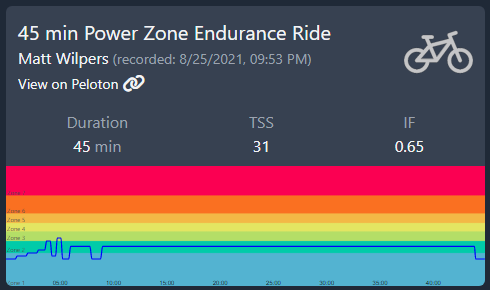 45 min Power Zone Endurance Ride
Matt Wilpers (recorded: 8/25/2021, 09:53 PM)
View on Peloton
Duration TSS IF
45 min 31 0.65
Zone 6
Zone 5
Zone 4
Zone 3
Zone 2
Zone 1
05:00 10:00 15:00 20:00 25:00 30:00 35:00 40:00